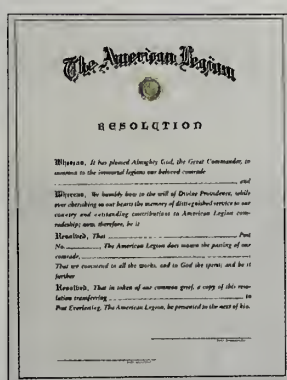 The American Legion
RESOLUTION
Whereas, It has pleased Almighty God, the Great Commander, to
summon to the immortal legions our beloved comrade
and
Whereas, We humbly bow to the will of Divine Providence, while
ever cherishing in our hearts the memory of distinguished service to our
country and outstanding contributions to American Legion com-
radeship; now, therefore, be it
Resolved, That Post
No. , The American Legion does mourn the passing of our
comrade,
That we commend to all the works, and to God the spirit; and be it
further
Resolved, That in token of our common grief, a copy of this reso-
lution transferring to
Post Everlasting, The American Legion, be presented to the next of kin.